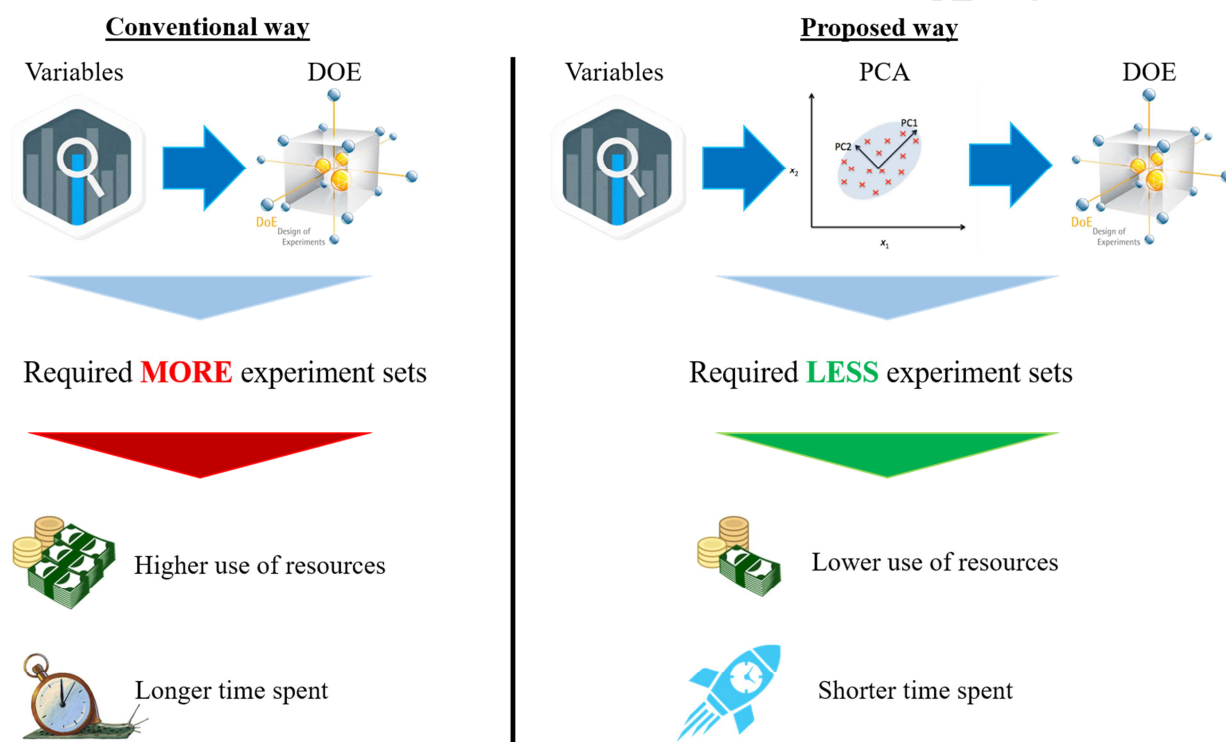 Conventional way
Variables
DOE
DoE
Design of
Experiments
Required MORE experiment sets
Higher use of resources
Longer time spent
Proposed way
Variables
PCA
DOE
PC1
PC2
x2
x1
DoE
Design of
Experiments
Required LESS experiment sets
Lower use of resources
Shorter time spent